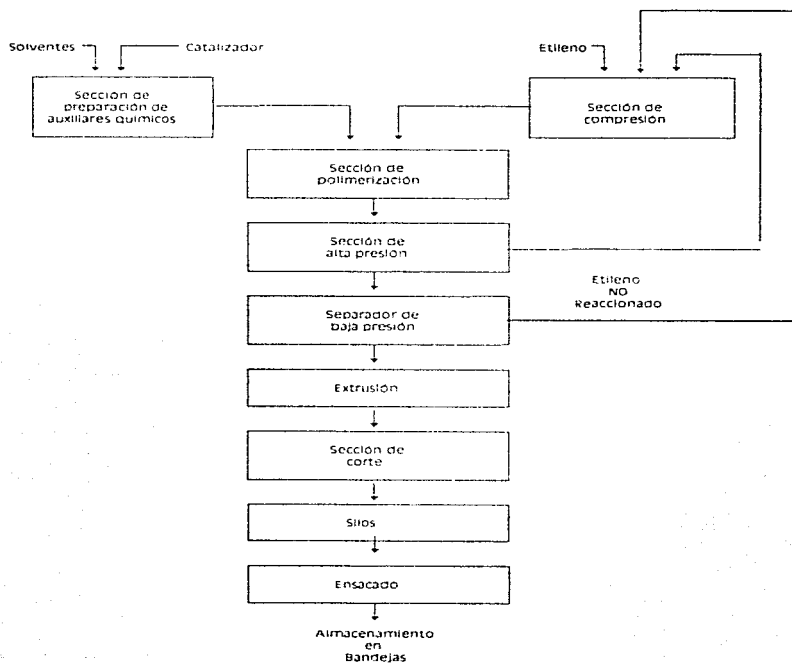 Solventes
Catalizador
Etileno
Sección de
preparación de
auxiliares químicos
Sección de
compresión
Sección de
polimerización
Sección de
alta presión
Etileno
NO
Reaccionado
Separador de
baja presión
Extrusión
Sección de
corte
Silos
Ensacado
Almacenamiento
en
Bandejas